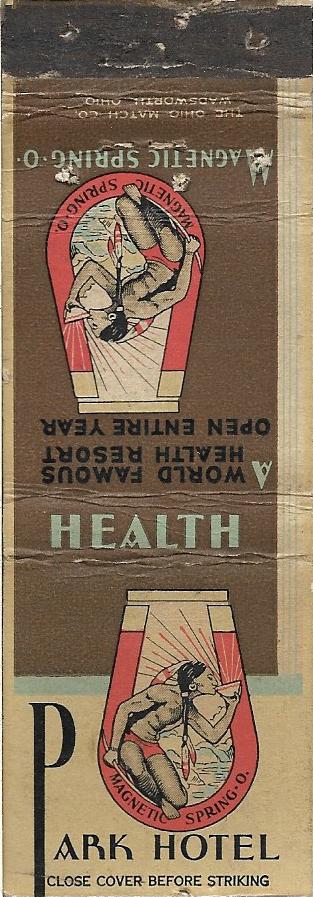 HEALTH
MAGNETIC SPRING·O.
PARK HOTEL
CLOSE COVER BEFORE STRIKING
A WORLD FAMOUS
HEALTH RESORT
OPEN ENTIRE YEAR
MAGNETIC SPRING·O.
MAGNETIC SPRING·O·
THE OHIO MATCH CO.
WADSWORTH, OHIO